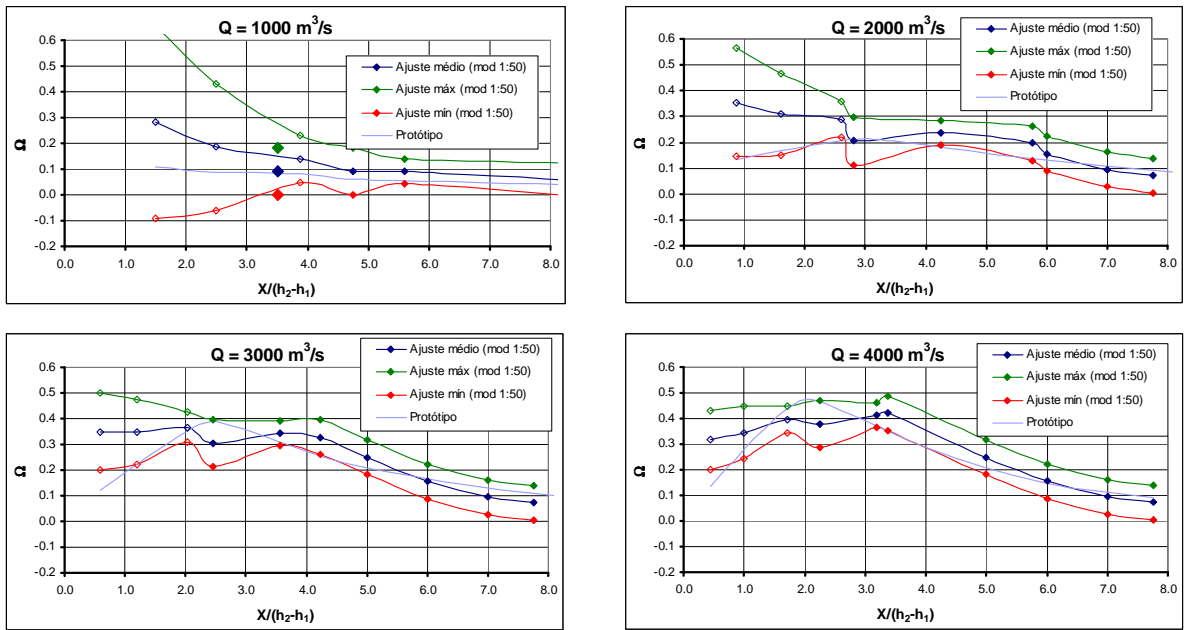 Q = 1000 m³/s
0.6
0.5
0.4
0.3
0.2
0.1
0.0
-0.1
-0.2
Ω
0.0 1.0 2.0 3.0 4.0 5.0 6.0 7.0 8.0
X/(h₂-h₁)
Ajuste médio (mod 1:50)
Ajuste máx (mod 1:50)
Ajuste mín (mod 1:50)
Protótipo
Q = 2000 m³/s
0.6
0.5
0.4
0.3
0.2
0.1
0.0
-0.1
-0.2
Ω
0.0 1.0 2.0 3.0 4.0 5.0 6.0 7.0 8.0
X/(h₂-h₁)
Ajuste médio (mod 1:50)
Ajuste máx (mod 1:50)
Ajuste mín (mod 1:50)
Protótipo
Q = 3000 m³/s
0.6
0.5
0.4
0.3
0.2
0.1
0.0
-0.1
-0.2
Ω
0.0 1.0 2.0 3.0 4.0 5.0 6.0 7.0 8.0
X/(h₂-h₁)
Ajuste médio (mod 1:50)
Ajuste máx (mod 1:50)
Ajuste mín (mod 1:50)
Protótipo
Q = 4000 m³/s
0.6
0.5
0.4
0.3
0.2
0.1
0.0
-0.1
-0.2
Ω
0.0 1.0 2.0 3.0 4.0 5.0 6.0 7.0 8.0
X/(h₂-h₁)
Ajuste médio (mod 1:50)
Ajuste máx (mod 1:50)
Ajuste mín (mod 1:50)
Protótipo